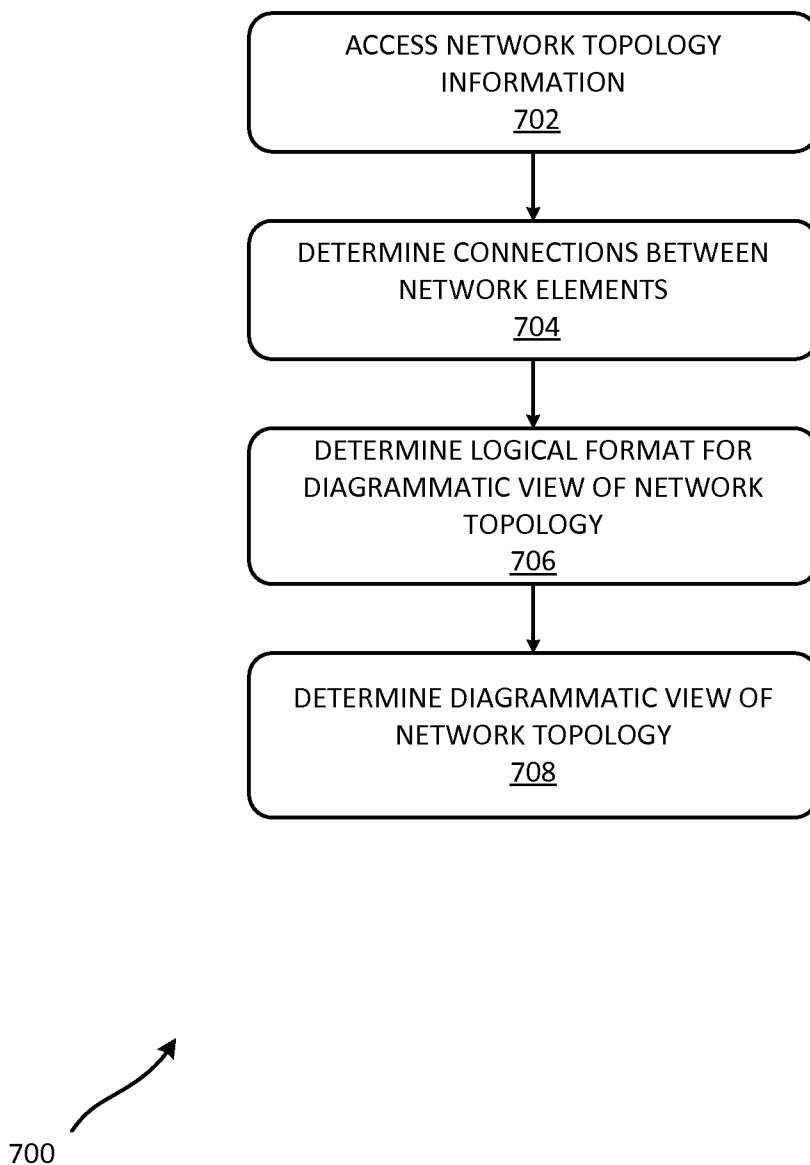 ACCESS NETWORK TOPOLOGY
INFORMATION
702
DETERMINE CONNECTIONS BETWEEN
NETWORK ELEMENTS
704
DETERMINE LOGICAL FORMAT FOR
DIAGRAMMATIC VIEW OF NETWORK
TOPOLOGY
706
DETERMINE DIAGRAMMATIC VIEW OF
NETWORK TOPOLOGY
708
700